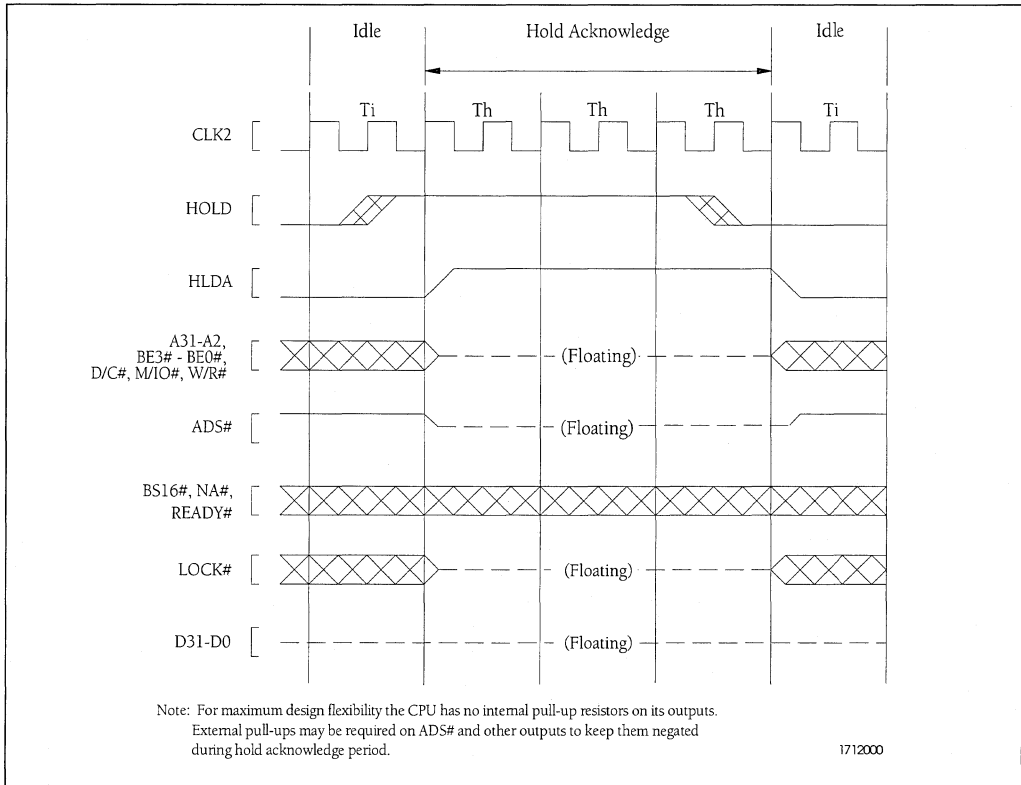 Idle Hold Acknowledge Idle
Ti Th Th Th Ti
CLK2
HOLD
HLDA
A31-A2,
BE3# - BE0#,
D/C#, M/IO#, W/R#
(Floating)
ADS#
(Floating)
BS16#, NA#,
READY#
LOCK#
(Floating)
D31-D0
(Floating)
Note: For maximum design flexibility the CPU has no internal pull-up resistors on its outputs.
External pull-ups may be required on ADS# and other outputs to keep them negated
during hold acknowledge period.
1712000